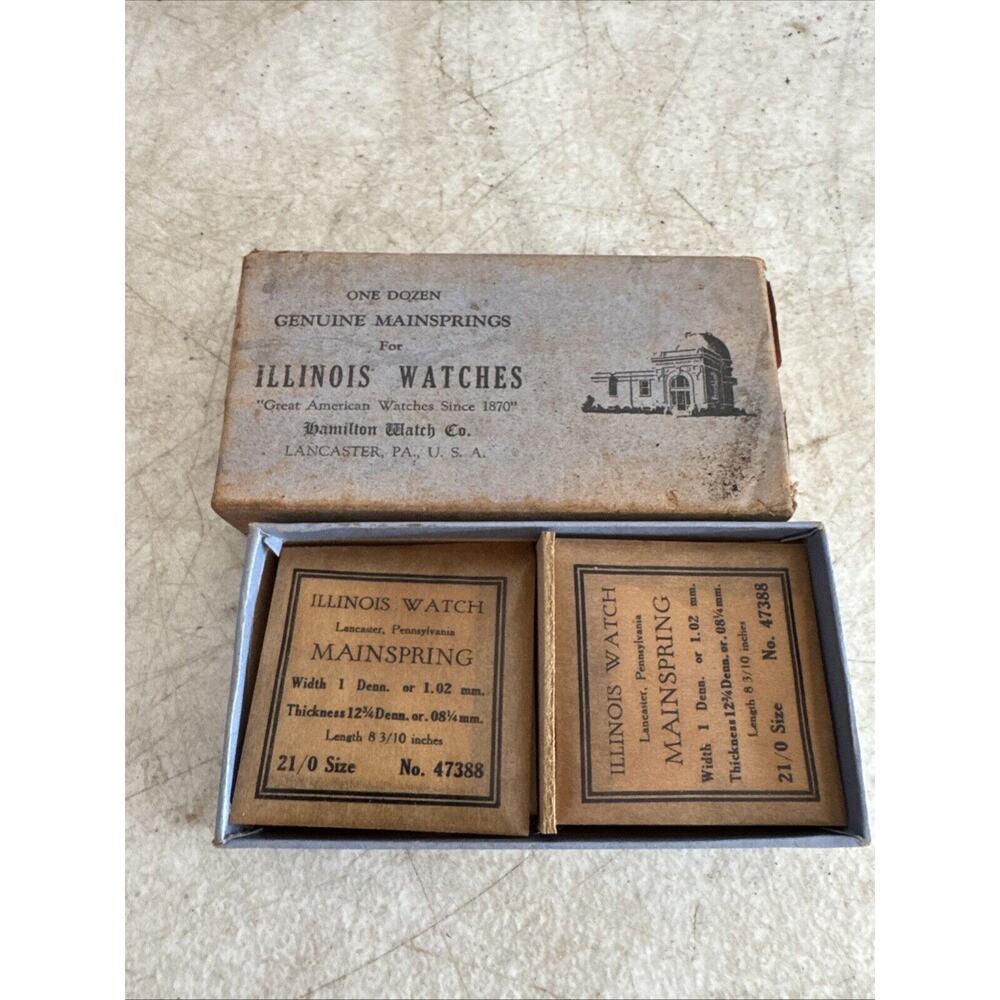 ONE DOZEN
GENUINE MAINSPRINGS
For
ILLINOIS WATCHES
"Great American Watches Since 1870"
Hamilton Watch Co.
LANCASTER, PA., U. S. A.
ILLINOIS WATCH
Lancaster, Pennsylvania
MAINSPRING
Width 1 Denn. or 1.02 mm.
Thickness 12¾ Denn. or .08¼ mm.
Length 8 3/10 inches
21/0 Size No. 47388
ILLINOIS WATCH
Lancaster, Pennsylvania
MAINSPRING
Width 1 Denn. or 1.02 mm.
Thickness 12¾ Denn. or .08¼ mm.
Length 8 3/10 inches
21/0 Size No. 47388